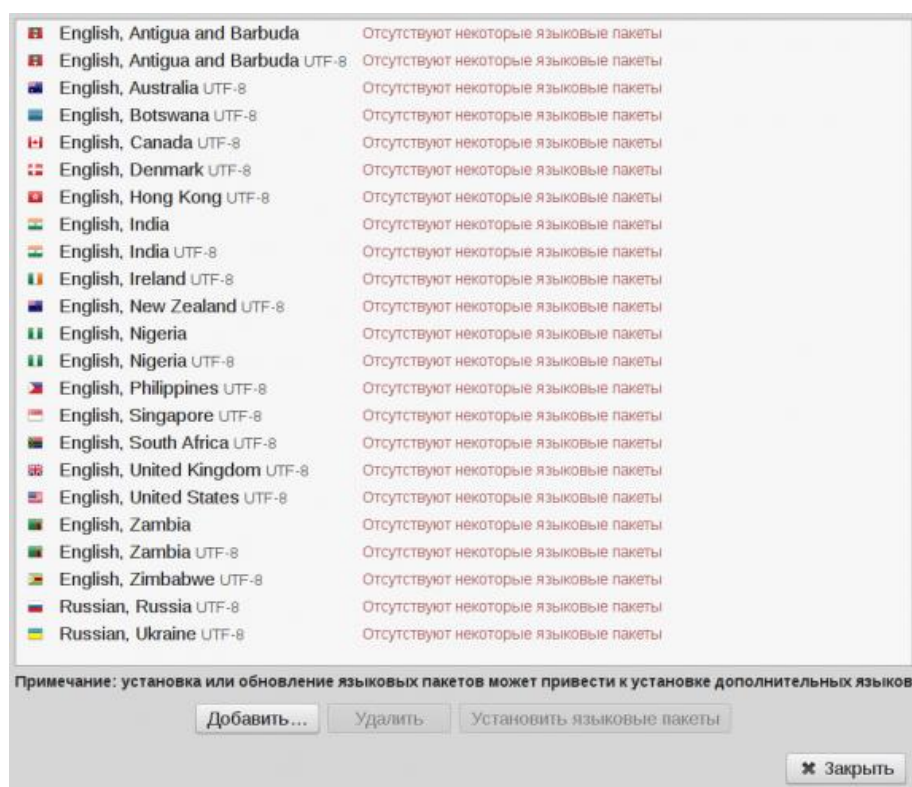 English, Antigua and Barbuda Отсутствуют некоторые языковые пакеты
English, Antigua and Barbuda UTF-8 Отсутствуют некоторые языковые пакеты
English, Australia UTF-8 Отсутствуют некоторые языковые пакеты
English, Botswana UTF-8 Отсутствуют некоторые языковые пакеты
English, Canada UTF-8 Отсутствуют некоторые языковые пакеты
English, Denmark UTF-8 Отсутствуют некоторые языковые пакеты
English, Hong Kong UTF-8 Отсутствуют некоторые языковые пакеты
English, India Отсутствуют некоторые языковые пакеты
English, India UTF-8 Отсутствуют некоторые языковые пакеты
English, Ireland UTF-8 Отсутствуют некоторые языковые пакеты
English, New Zealand UTF-8 Отсутствуют некоторые языковые пакеты
English, Nigeria Отсутствуют некоторые языковые пакеты
English, Nigeria UTF-8 Отсутствуют некоторые языковые пакеты
English, Philippines UTF-8 Отсутствуют некоторые языковые пакеты
English, Singapore UTF-8 Отсутствуют некоторые языковые пакеты
English, South Africa UTF-8 Отсутствуют некоторые языковые пакеты
English, United Kingdom UTF-8 Отсутствуют некоторые языковые пакеты
English, United States UTF-8 Отсутствуют некоторые языковые пакеты
English, Zambia Отсутствуют некоторые языковые пакеты
English, Zambia UTF-8 Отсутствуют некоторые языковые пакеты
English, Zimbabwe UTF-8 Отсутствуют некоторые языковые пакеты
Russian, Russia UTF-8 Отсутствуют некоторые языковые пакеты
Russian, Ukraine UTF-8 Отсутствуют некоторые языковые пакеты
Примечание: установка или обновление языковых пакетов может привести к установке дополнительных языков
Добавить... Удалить Установить языковые пакеты
Закрыть